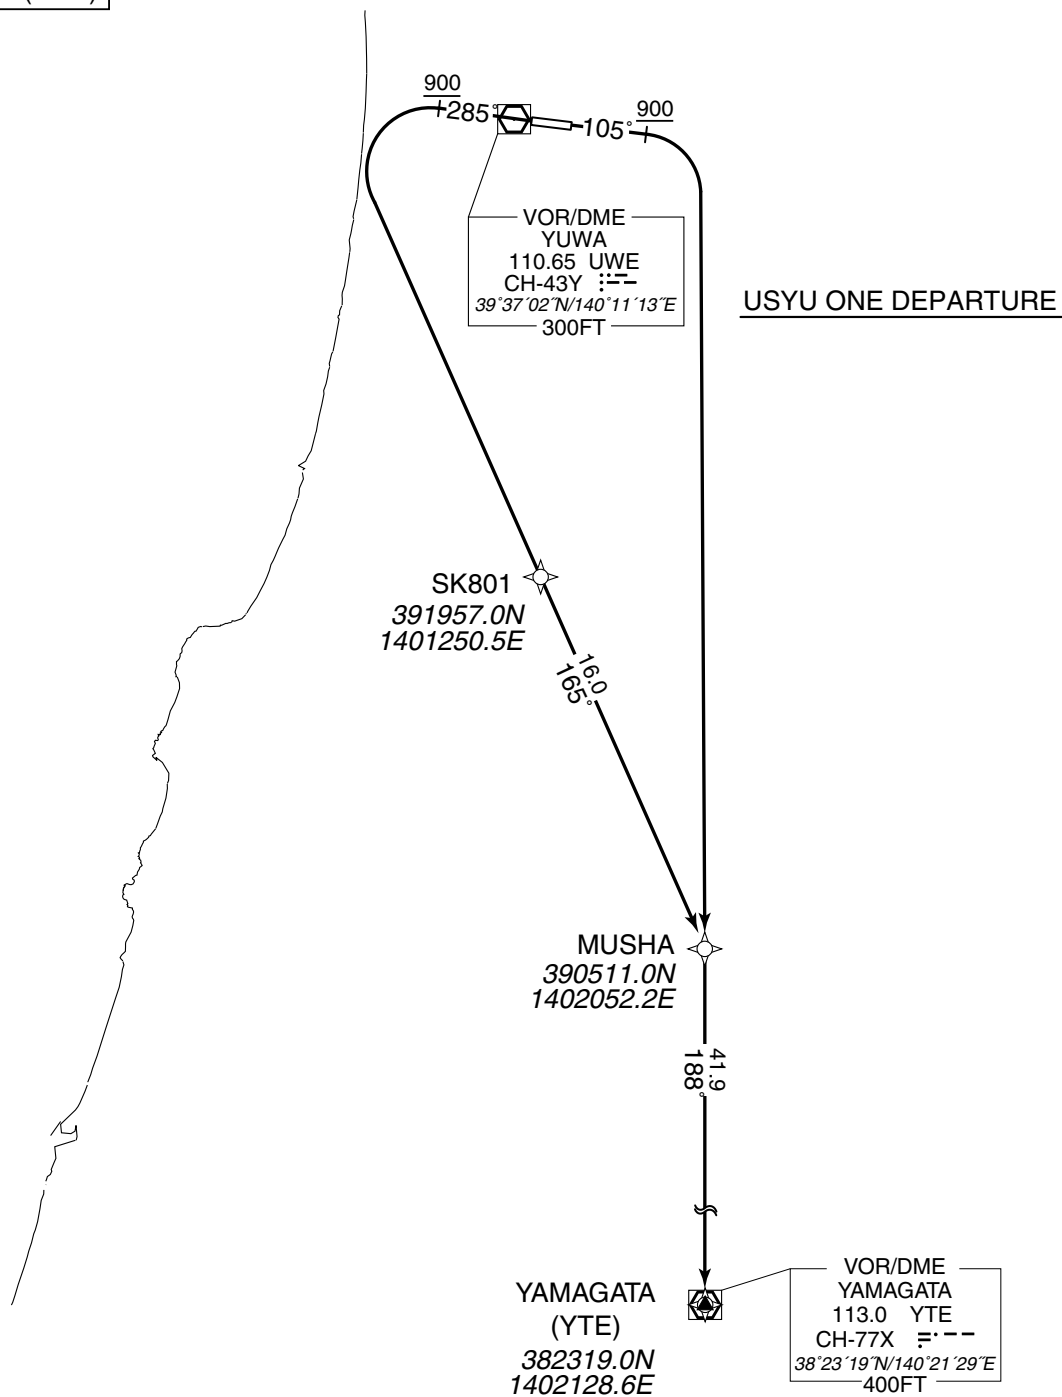 900
285°
105°
900
VOR/DME
YUWA
110.65 UWE
CH-43Y
39°37´02˝N/140°11´13˝E
300FT
USYU ONE DEPARTURE
SK801
391957.0N
1401250.5E
16.0
165°
MUSHA
390511.0N
1402052.2E
41.9
188°
YAMAGATA
(YTE)
382319.0N
1402128.6E
VOR/DME
YAMAGATA
113.0 YTE
CH-77X
38°23´19˝N/140°21´29˝E
400FT